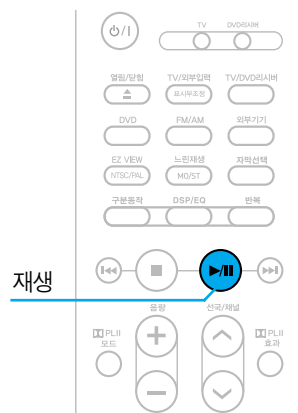 TV DVD리시버
열림/닫힘 TV/외부입력 TV/DVD리시버
표시부조정
DVD FM/AM 외부기기
EZ VIEW 느린재생 자막선택
NTSC/PAL MO/ST
구분동작 DSP/EQ 반복
재생
음량 선국/채널
PLII
모드
PLII
효과